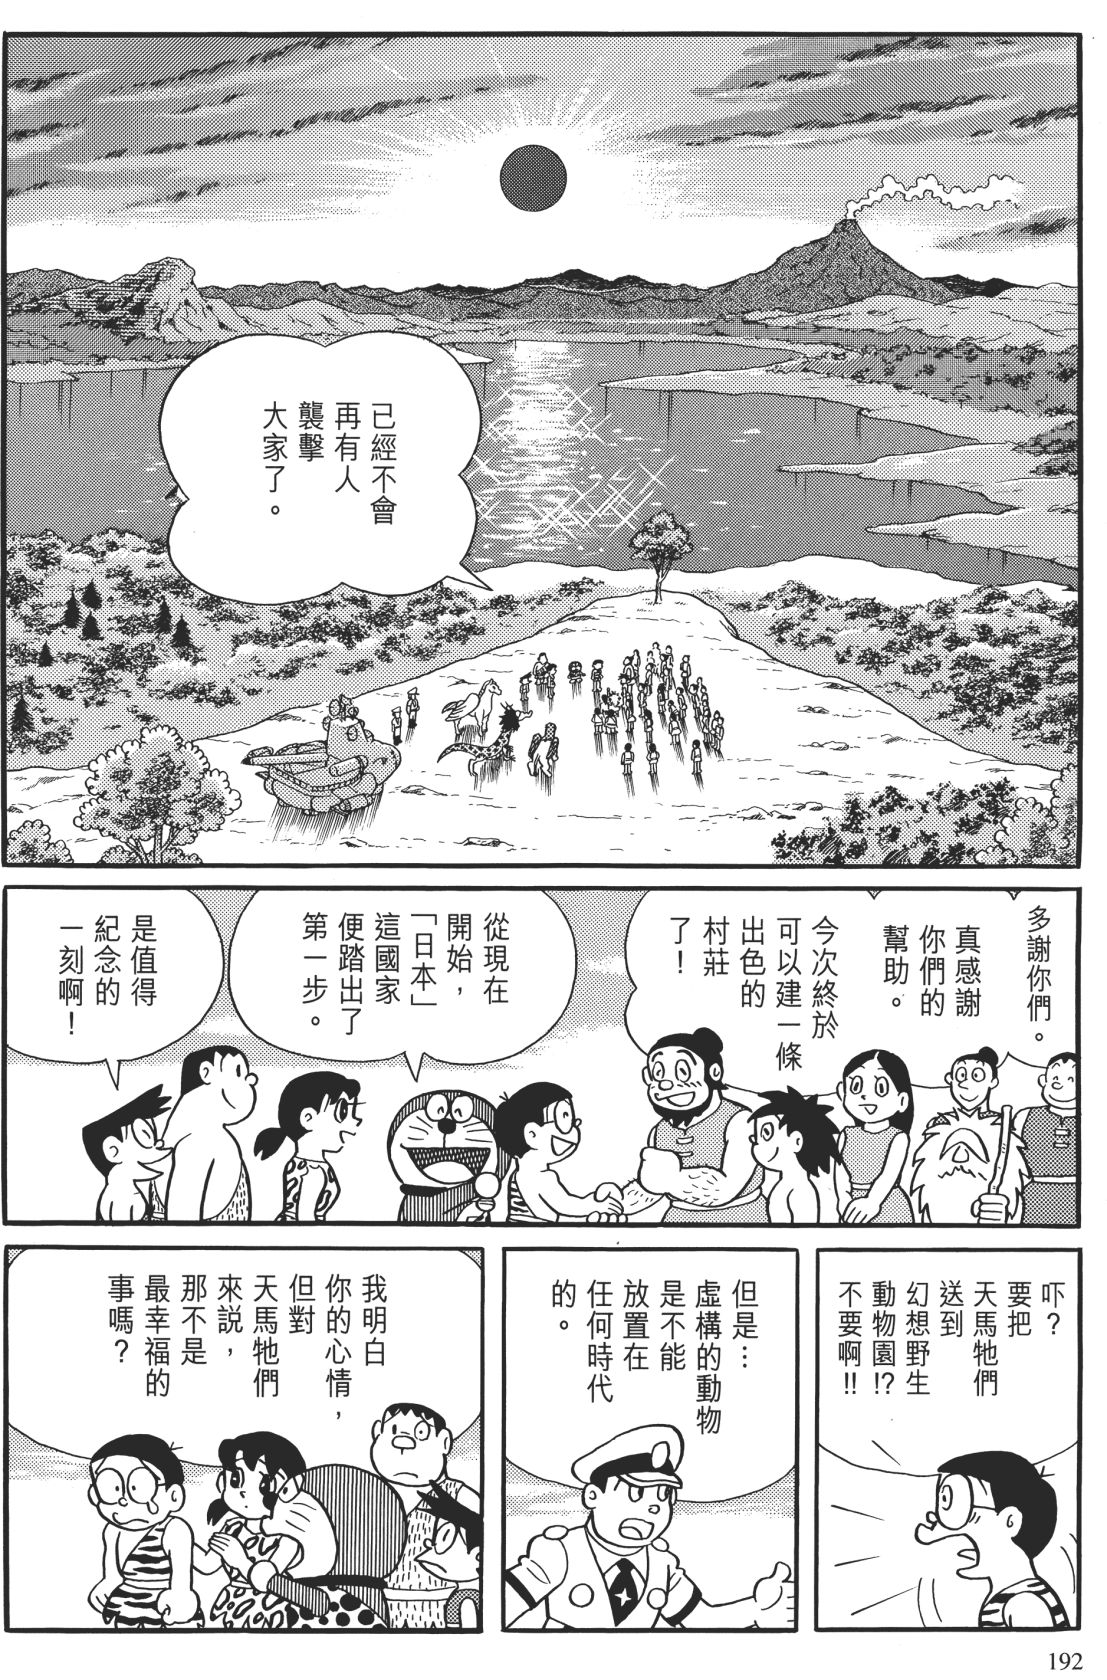 已經不會
再有人
襲擊
大家了。
多謝你們。
真感謝
你們的
幫助。
今次終於
可以建一條
出色的
村莊
了！
從現在
開始，
「日本」
這國家
便踏出了
第一步。
是值得
紀念的
一刻啊！
吓？
要把
天馬牠們
送到
幻想野生
動物園!?
不要啊!!
但是…
虛構的動物
是不能
放置在
任何時代
的。
我明白
你的心情，
但對
天馬牠們
來説，
那不是
最幸福的
事嗎？
192